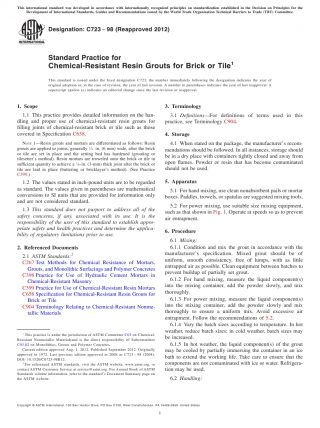 This international standard was developed in accordance with internationally recognized principles on standardization established in the Decision on Principles for the
Development of International Standards, Guides and Recommendations issued by the World Trade Organization Technical Barriers to Trade (TBT) Committee.
Designation: C723 − 98 (Reapproved 2012)
Standard Practice for
Chemical-Resistant Resin Grouts for Brick or Tile¹
This standard is issued under the fixed designation C723; the number immediately following the designation indicates the year of
original adoption or, in the case of revision, the year of last revision. A number in parentheses indicates the year of last reapproval. A
superscript epsilon (ε) indicates an editorial change since the last revision or reapproval.
1. Scope
1.1 This practice provides detailed information on the han-
dling and proper use of chemical-resistant resin grouts for
filling joints of chemical-resistant brick or tile such as those
covered in Specification C658.
NOTE 1—Resin grouts and mortars are differentiated as follows: Resin
grouts are applied to joints, generally ¼ in. (6 mm) wide, after the brick
or tile are set in place and the setting bed has hardened (grouting or
tilesetter's method). Resin mortars are troweled onto the brick or tile in
sufficient quantity to achieve a ⅛-in. (3-mm) thick joint after the brick or
tile are laid in place (buttering or bricklayer's method). (See Practice
C399.)
1.2 The values stated in inch-pound units are to be regarded
as standard. The values given in parentheses are mathematical
conversions to SI units that are provided for information only
and are not considered standard.
1.3 This standard does not purport to address all of the
safety concerns, if any, associated with its use. It is the
responsibility of the user of this standard to establish appro-
priate safety and health practices and determine the applica-
bility of regulatory limitations prior to use.
2. Referenced Documents
2.1 ASTM Standards:²
C267 Test Methods for Chemical Resistance of Mortars,
Grouts, and Monolithic Surfacings and Polymer Concretes
C398 Practice for Use of Hydraulic Cement Mortars in
Chemical-Resistant Masonry
C399 Practice for Use of Chemical-Resistant Resin Mortars
C658 Specification for Chemical-Resistant Resin Grouts for
Brick or Tile
C904 Terminology Relating to Chemical-Resistant Nonme-
tallic Materials
¹ This practice is under the jurisdiction of ASTM Committee C03 on Chemical-
Resistant Nonmetallic Materials
and is the direct responsibility of Subcommittee
C03.02 on Monolithics, Grouts and Polymer Concretes.
Current edition approved Aug. 1, 2012. Published September 2012. Originally
approved in 1972. Last previous edition approved in 2008 as C723 – 98 (2008).
DOI: 10.1520/C0723-98R12.
² For referenced ASTM standards, visit the ASTM website, www.astm.org, or
contact ASTM Customer Service at service@astm.org. For Annual Book of ASTM
Standards volume information, refer to the standard's Document Summary page on
the ASTM website.
3. Terminology
3.1 Definitions—For definitions of terms used in this
practice, see Terminology C904.
4. Storage
4.1 When stated on the package, the manufacturer's recom-
mendations should be followed. In all instances, storage should
be in a dry place with containers tightly closed and away from
open flames. Powder or resin that has become contaminated
should not be used.
5. Apparatus
5.1 For hand mixing, use clean nonabsorbent pails or mortar
boxes. Paddles, trowels, or spatulas are suggested mixing tools.
5.2 For power mixing, use suitable size mixing equipment,
such as that shown in Fig. 1. Operate at speeds so as to prevent
air entrapment.
6. Procedure
6.1 Mixing:
6.1.1 Condition and mix the grout in accordance with the
manufacturer's specification. Mixed grout should be of
uniform, smooth consistency, free of lumps, with as little
entrapped air as possible. Clean equipment between batches to
prevent buildup of partially set grout.
6.1.2 For hand mixing, measure the liquid component(s)
into the mixing container, add the powder slowly, and mix
thoroughly.
6.1.3 For power mixing, measure the liquid component(s)
into the mixing container, add the powder slowly and mix
thoroughly to ensure a uniform mix. Avoid excessive air
entrapment. Follow the recommendations of 5.2.
6.1.4 Vary the batch sizes according to temperature. In hot
weather, reduce batch sizes; in cold weather, batch sizes may
be increased.
6.1.5 In hot weather, the liquid component(s) of the grout
may be cooled by partially immersing the container in an ice
bath to extend the working life. Take care to ensure that the
components are not contaminated with ice or water. Refrigera-
tion may be used.
6.2 Handling:
Copyright © ASTM International, 100 Barr Harbor Drive, PO Box C700, West Conshohocken, PA 19428-2959. United States
1